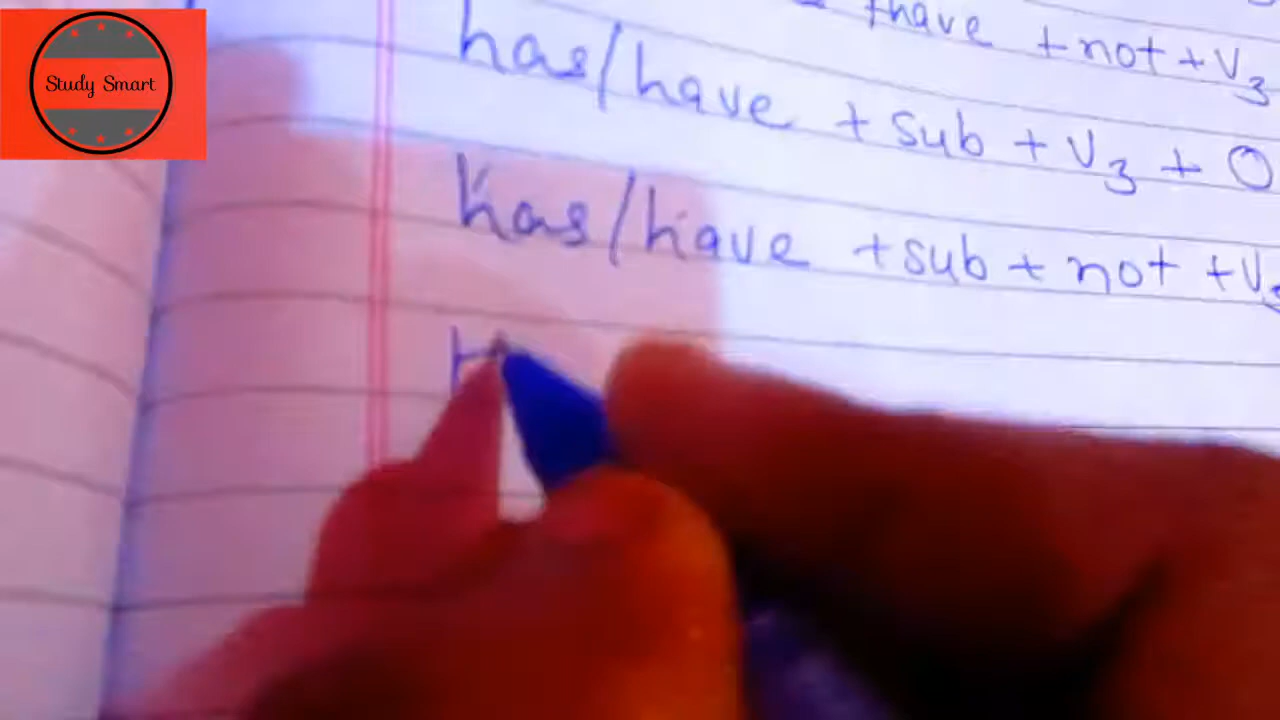 Study Smart
have +not+V3
has/have +sub+V3+O
has/have +sub+not+V
H